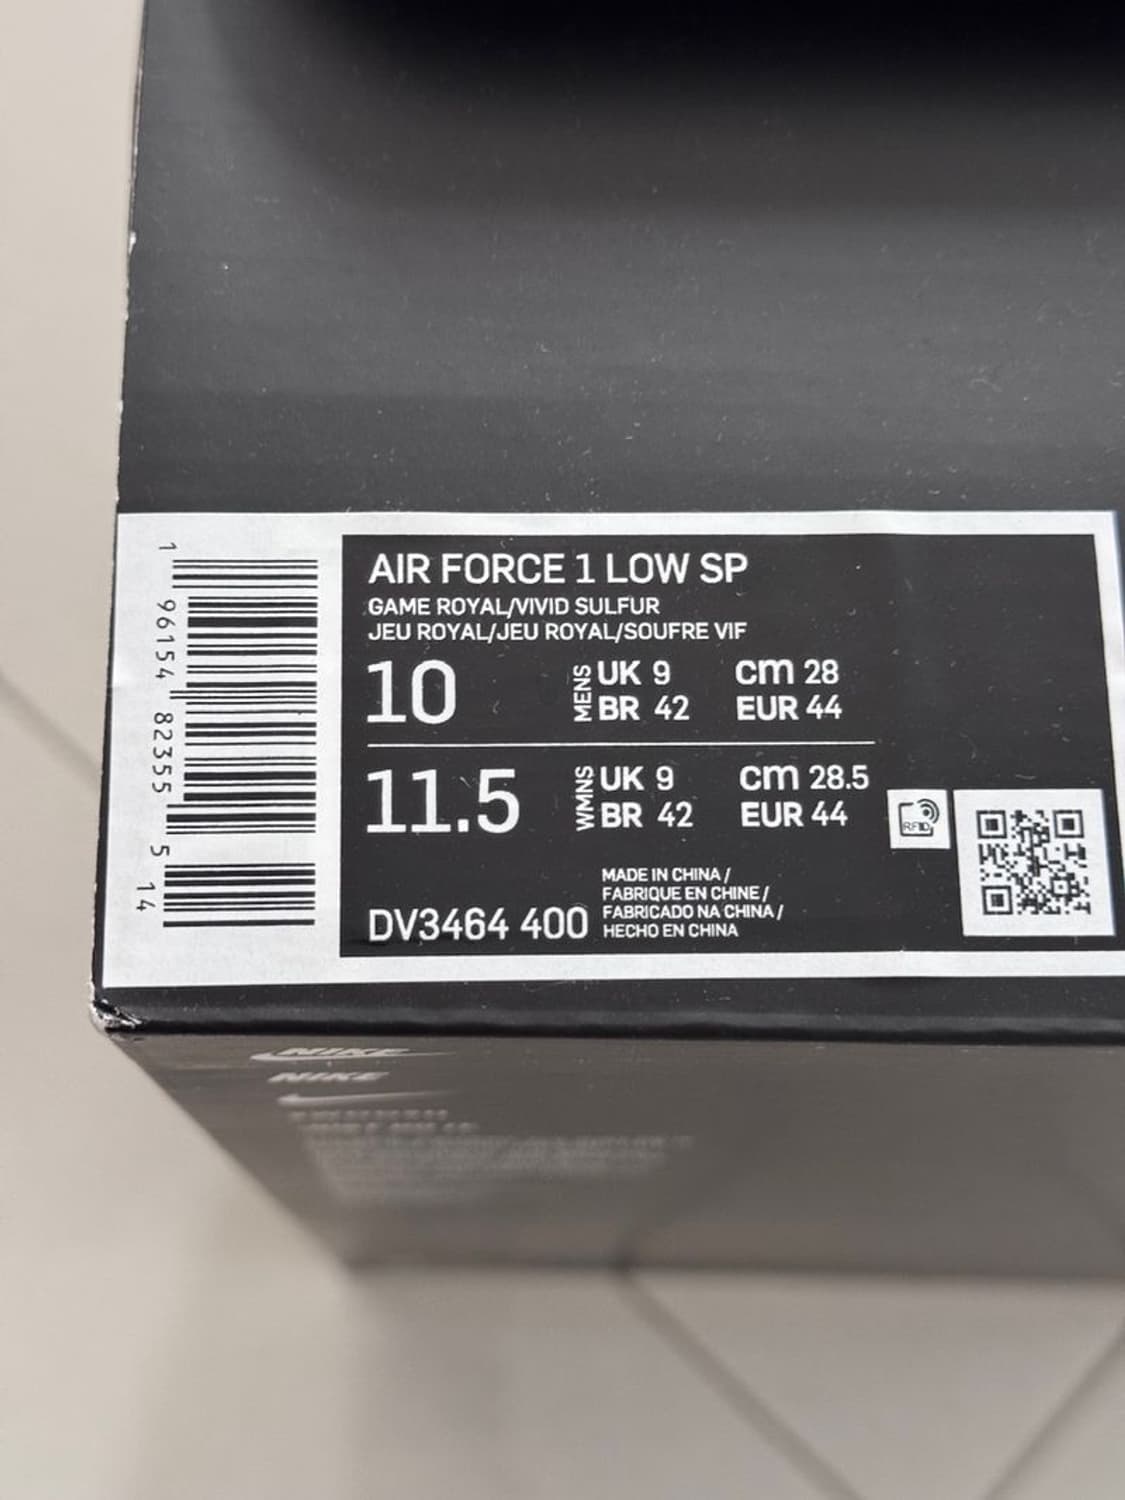 AIR FORCE 1 LOW SP
GAME ROYAL/VIVID SULFUR
JEU ROYAL/JEU ROYAL/SOUFRE VIF
10
MENS
UK 9
cm 28
BR 42
EUR 44
11.5
WMNS
UK 9
cm 28.5
BR 42
EUR 44
RFID
DV3464 400
MADE IN CHINA /
FABRIQUE EN CHINE /
FABRICADO NA CHINA /
HECHO EN CHINA
1 96154 82355 5 14
NIKE
NIKE